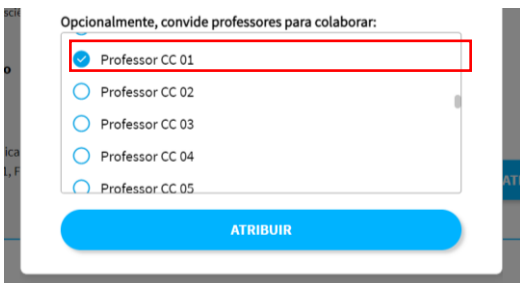 Opcionalmente, convide professores para colaborar:
Professor CC 01
Professor CC 02
Professor CC 03
Professor CC 04
Professor CC 05
ATRIBUIR